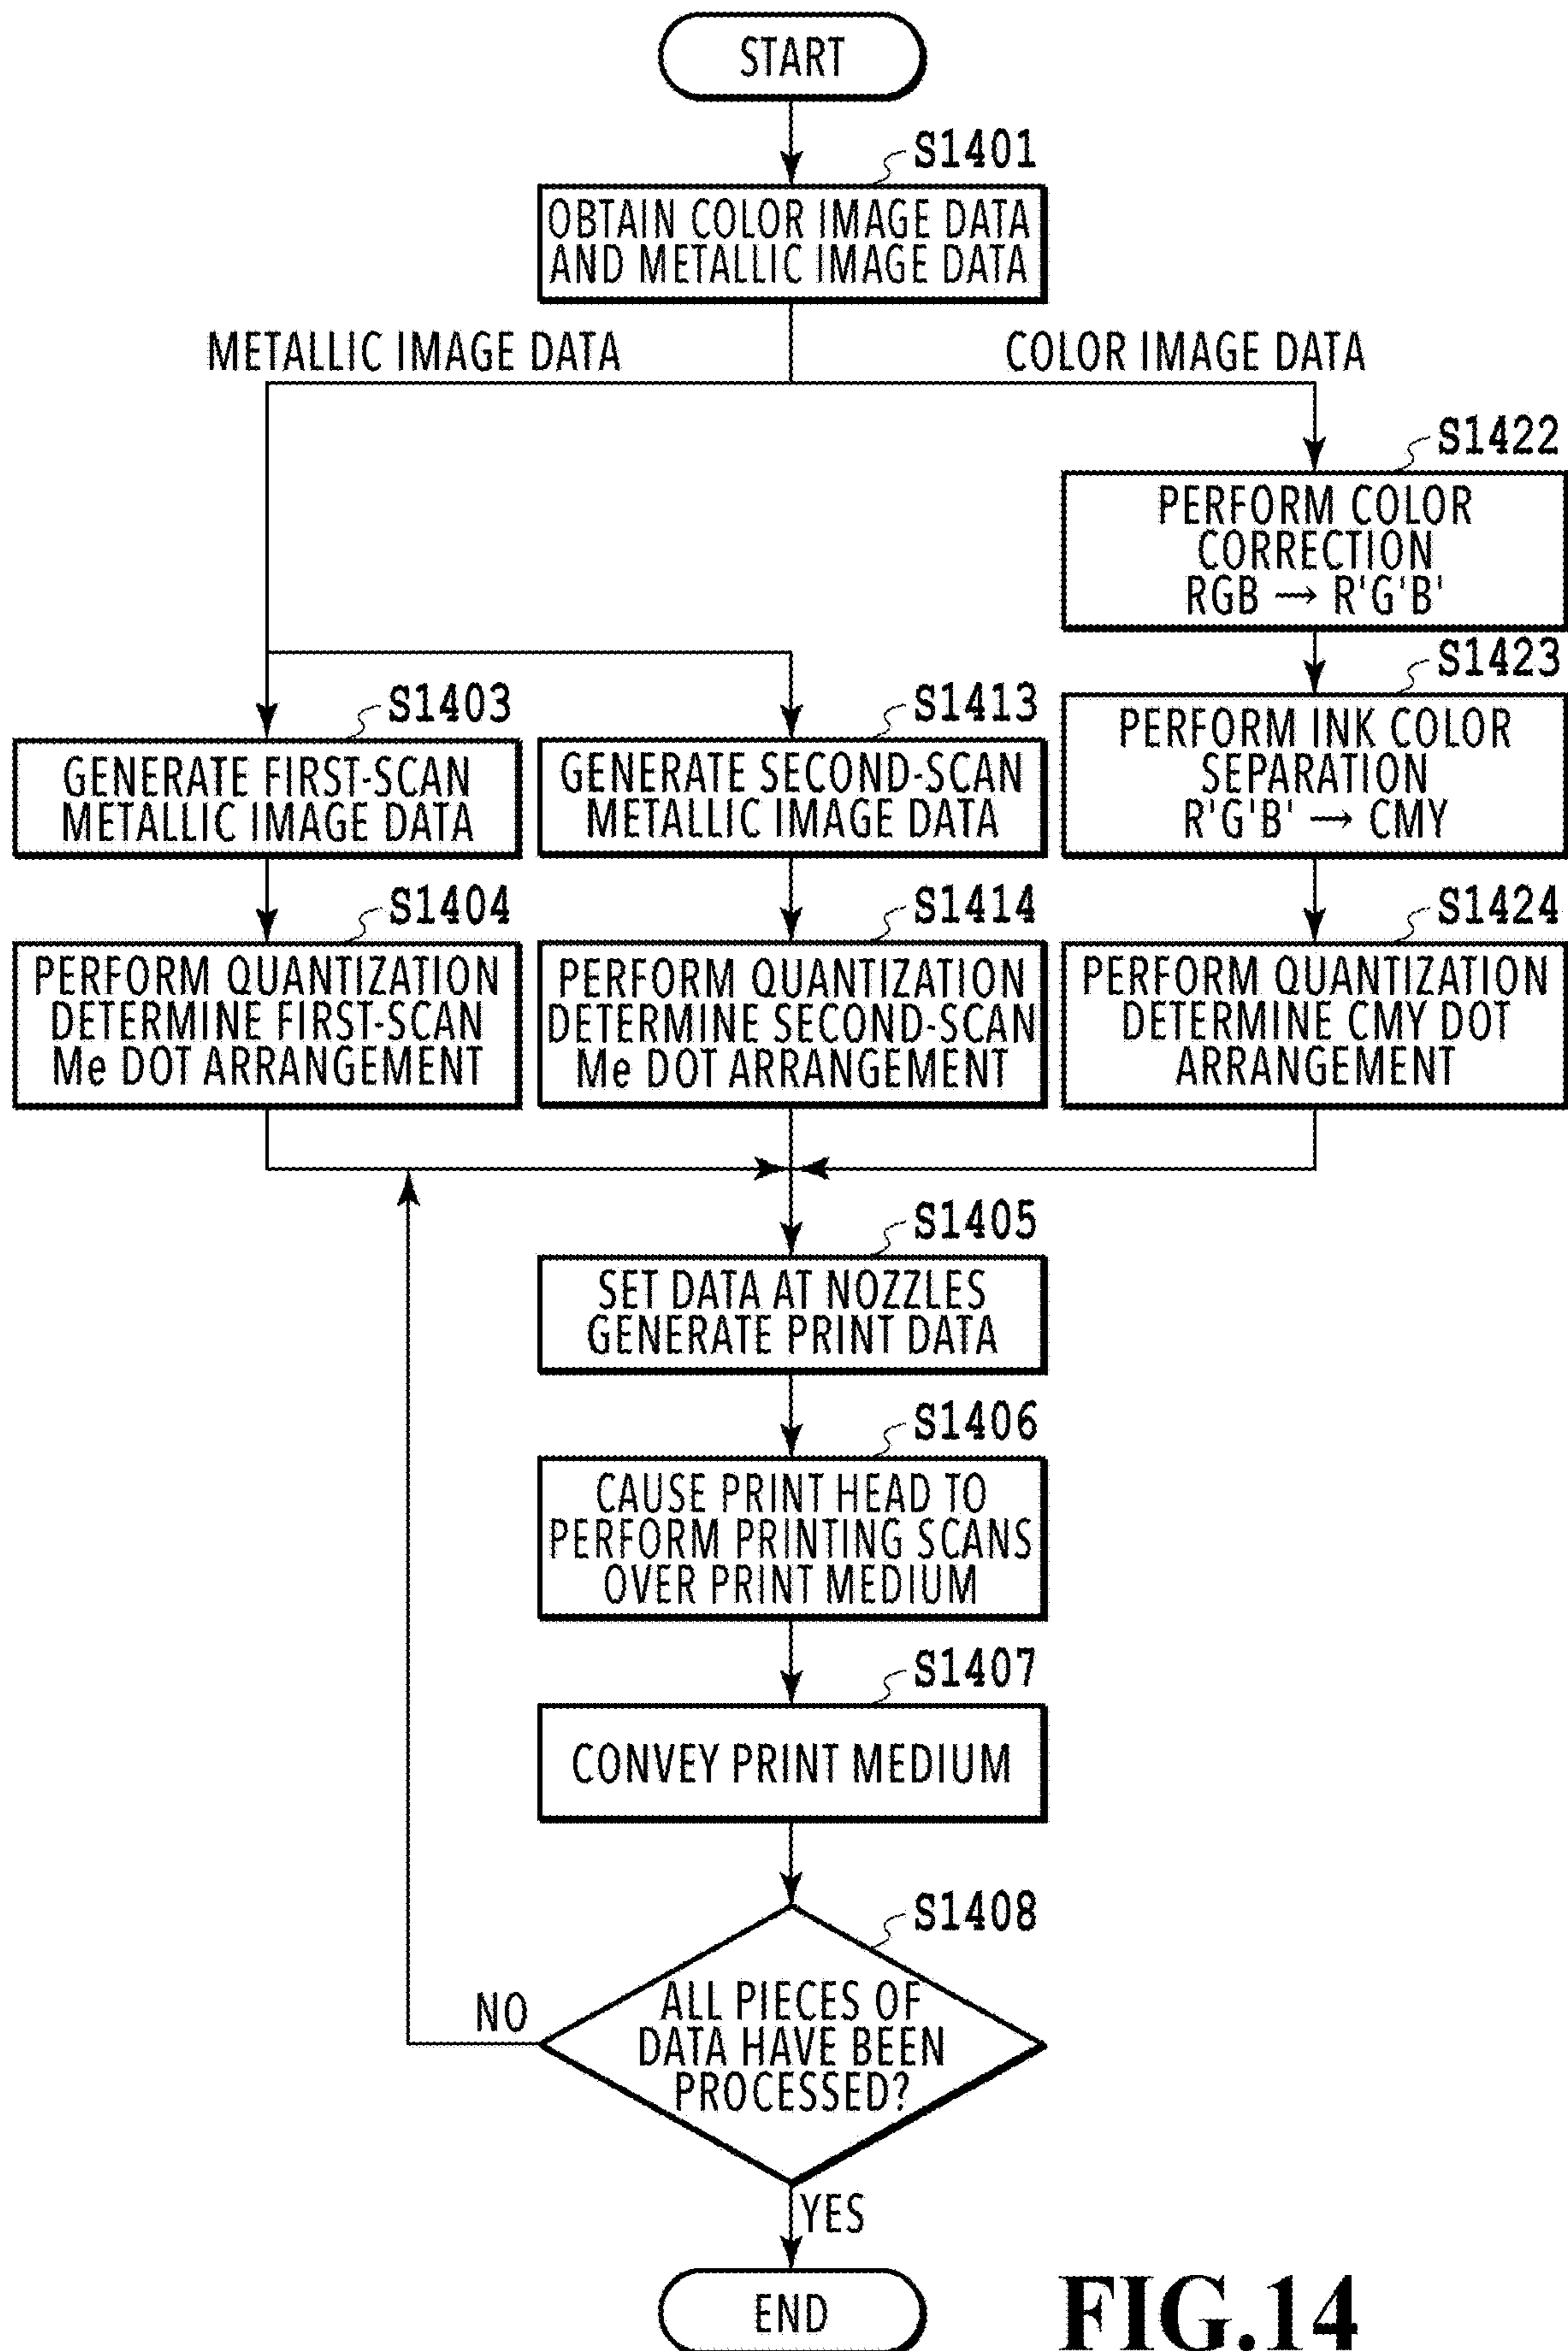 START
S1401
OBTAIN COLOR IMAGE DATA
AND METALLIC IMAGE DATA
METALLIC IMAGE DATA
COLOR IMAGE DATA
S1422
PERFORM COLOR
CORRECTION
RGB → R'G'B'
S1423
PERFORM INK COLOR
SEPARATION
R'G'B' → CMY
S1403
GENERATE FIRST-SCAN
METALLIC IMAGE DATA
S1413
GENERATE SECOND-SCAN
METALLIC IMAGE DATA
S1404
PERFORM QUANTIZATION
DETERMINE FIRST-SCAN
Me DOT ARRANGEMENT
S1414
PERFORM QUANTIZATION
DETERMINE SECOND-SCAN
Me DOT ARRANGEMENT
S1424
PERFORM QUANTIZATION
DETERMINE CMY DOT
ARRANGEMENT
S1405
SET DATA AT NOZZLES
GENERATE PRINT DATA
S1406
CAUSE PRINT HEAD TO
PERFORM PRINTING SCANS
OVER PRINT MEDIUM
S1407
CONVEY PRINT MEDIUM
S1408
ALL PIECES OF
DATA HAVE BEEN
PROCESSED?
NO
YES
END
FIG.14